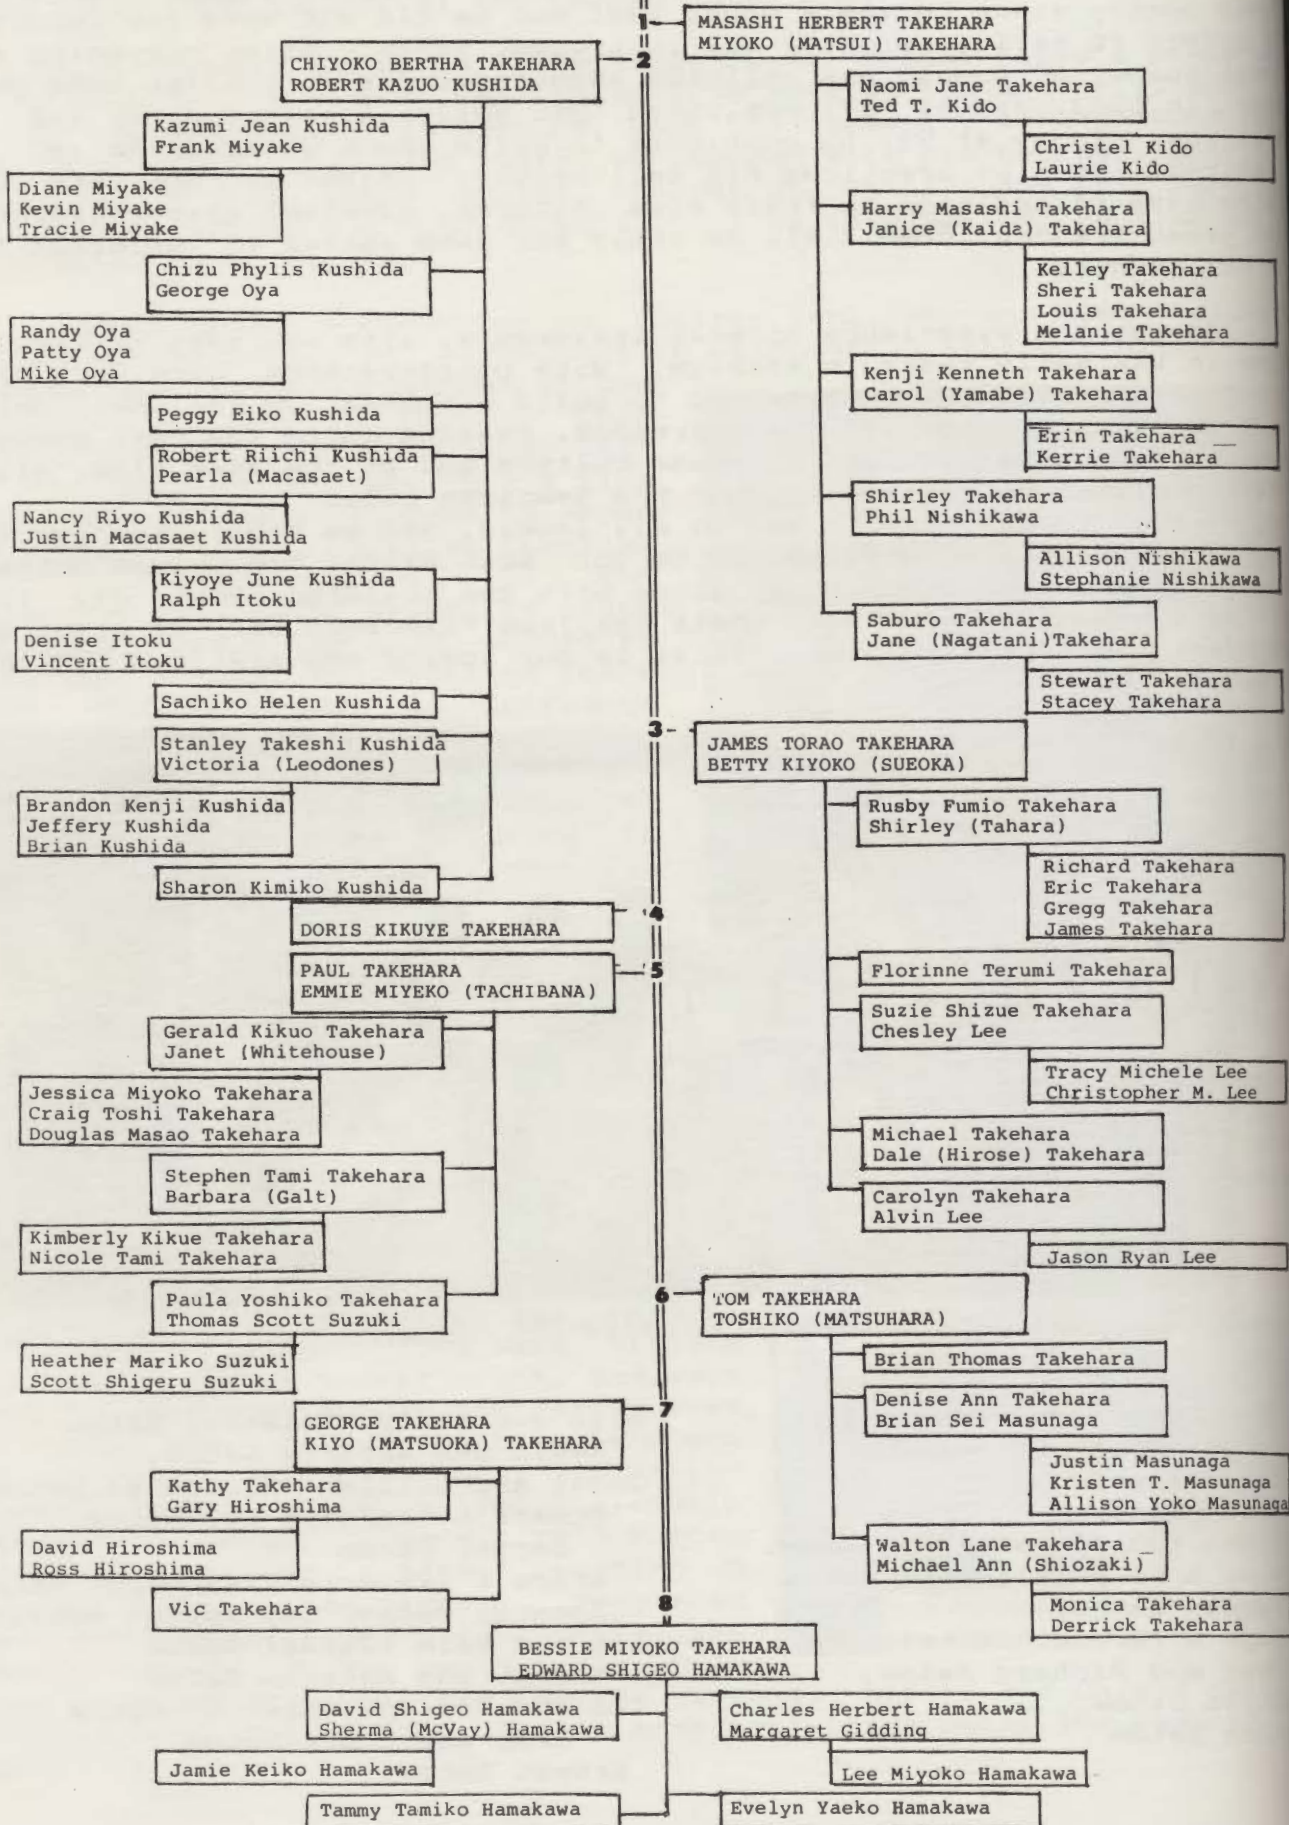 1
MASASHI HERBERT TAKEHARA
MIYOKO (MATSUI) TAKEHARA
Naomi Jane Takehara
Ted T. Kido
Christel Kido
Laurie Kido
Harry Masashi Takehara
Janice (Kaida) Takehara
Kelley Takehara
Sheri Takehara
Louis Takehara
Melanie Takehara
Kenji Kenneth Takehara
Carol (Yamabe) Takehara
Erin Takehara
Kerrie Takehara
Shirley Takehara
Phil Nishikawa
Allison Nishikawa
Stephanie Nishikawa
Saburo Takehara
Jane (Nagatani)Takehara
Stewart Takehara
Stacey Takehara
2
CHIYOKO BERTHA TAKEHARA
ROBERT KAZUO KUSHIDA
Kazumi Jean Kushida
Frank Miyake
Diane Miyake
Kevin Miyake
Tracie Miyake
Chizu Phylis Kushida
George Oya
Randy Oya
Patty Oya
Mike Oya
Peggy Eiko Kushida
Robert Riichi Kushida
Pearla (Macasaet)
Nancy Riyo Kushida
Justin Macasaet Kushida
Kiyoye June Kushida
Ralph Itoku
Denise Itoku
Vincent Itoku
Sachiko Helen Kushida
Stanley Takeshi Kushida
Victoria (Leodones)
Brandon Kenji Kushida
Jeffery Kushida
Brian Kushida
Sharon Kimiko Kushida
3
JAMES TORAO TAKEHARA
BETTY KIYOKO (SUEOKA)
Rusby Fumio Takehara
Shirley (Tahara)
Richard Takehara
Eric Takehara
Gregg Takehara
James Takehara
Florinne Terumi Takehara
Suzie Shizue Takehara
Chesley Lee
Tracy Michele Lee
Christopher M. Lee
Michael Takehara
Dale (Hirose) Takehara
Carolyn Takehara
Alvin Lee
Jason Ryan Lee
4
DORIS KIKUYE TAKEHARA
5
PAUL TAKEHARA
EMMIE MIYEKO (TACHIBANA)
Gerald Kikuo Takehara
Janet (Whitehouse)
Jessica Miyoko Takehara
Craig Toshi Takehara
Douglas Masao Takehara
Stephen Tami Takehara
Barbara (Galt)
Kimberly Kikue Takehara
Nicole Tami Takehara
Paula Yoshiko Takehara
Thomas Scott Suzuki
Heather Mariko Suzuki
Scott Shigeru Suzuki
6
TOM TAKEHARA
TOSHIKO (MATSUHARA)
Brian Thomas Takehara
Denise Ann Takehara
Brian Sei Masunaga
Justin Masunaga
Kristen T. Masunaga
Allison Yoko Masunaga
Walton Lane Takehara
Michael Ann (Shiozaki)
Monica Takehara
Derrick Takehara
7
GEORGE TAKEHARA
KIYO (MATSUOKA) TAKEHARA
Kathy Takehara
Gary Hiroshima
David Hiroshima
Ross Hiroshima
Vic Takehara
8
BESSIE MIYOKO TAKEHARA
EDWARD SHIGEO HAMAKAWA
David Shigeo Hamakawa
Sherma (McVay) Hamakawa
Jamie Keiko Hamakawa
Tammy Tamiko Hamakawa
Charles Herbert Hamakawa
Margaret Gidding
Lee Miyoko Hamakawa
Evelyn Yaeko Hamakawa